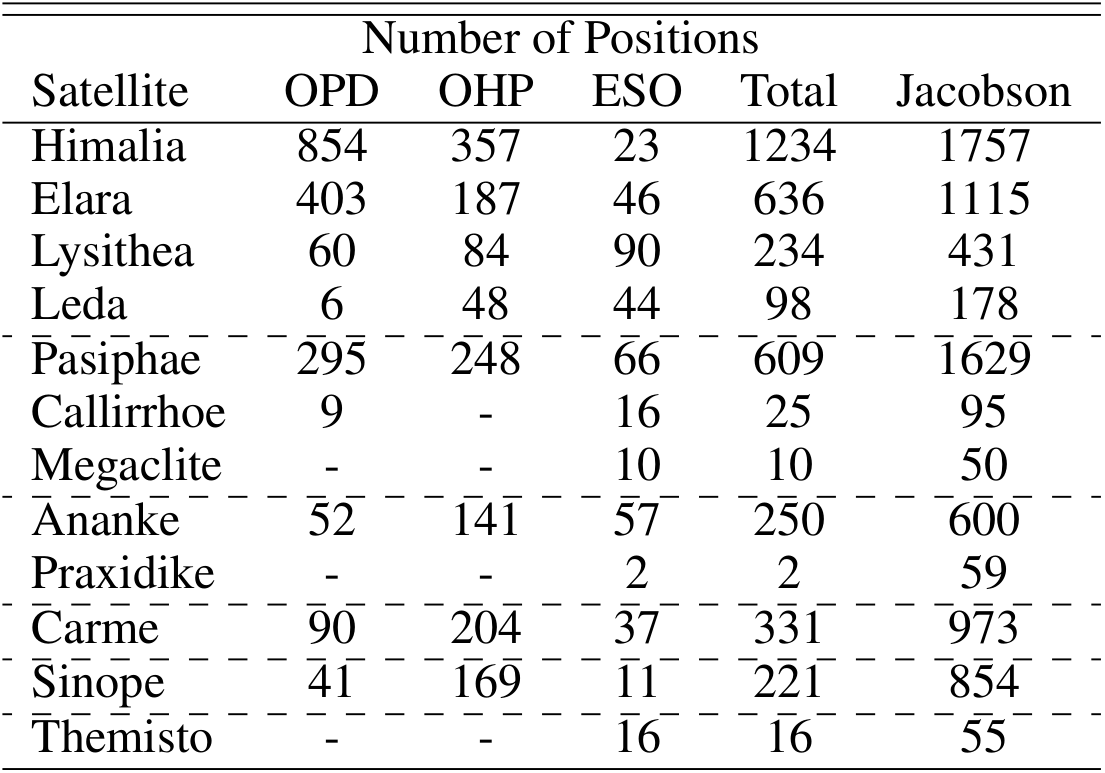 Number of Positions
Satellite OPD OHP ESO Total Jacobson
Himalia 854 357 23 1234 1757
Elara 403 187 46 636 1115
Lysithea 60 84 90 234 431
Leda 6 48 44 98 178
Pasiphae 295 248 66 609 1629
Callirrhoe 9 - 16 25 95
Megaclite - - 10 10 50
Ananke 52 141 57 250 600
Praxidike - - 2 2 59
Carme 90 204 37 331 973
Sinope 41 169 11 221 854
Themisto - - 16 16 55